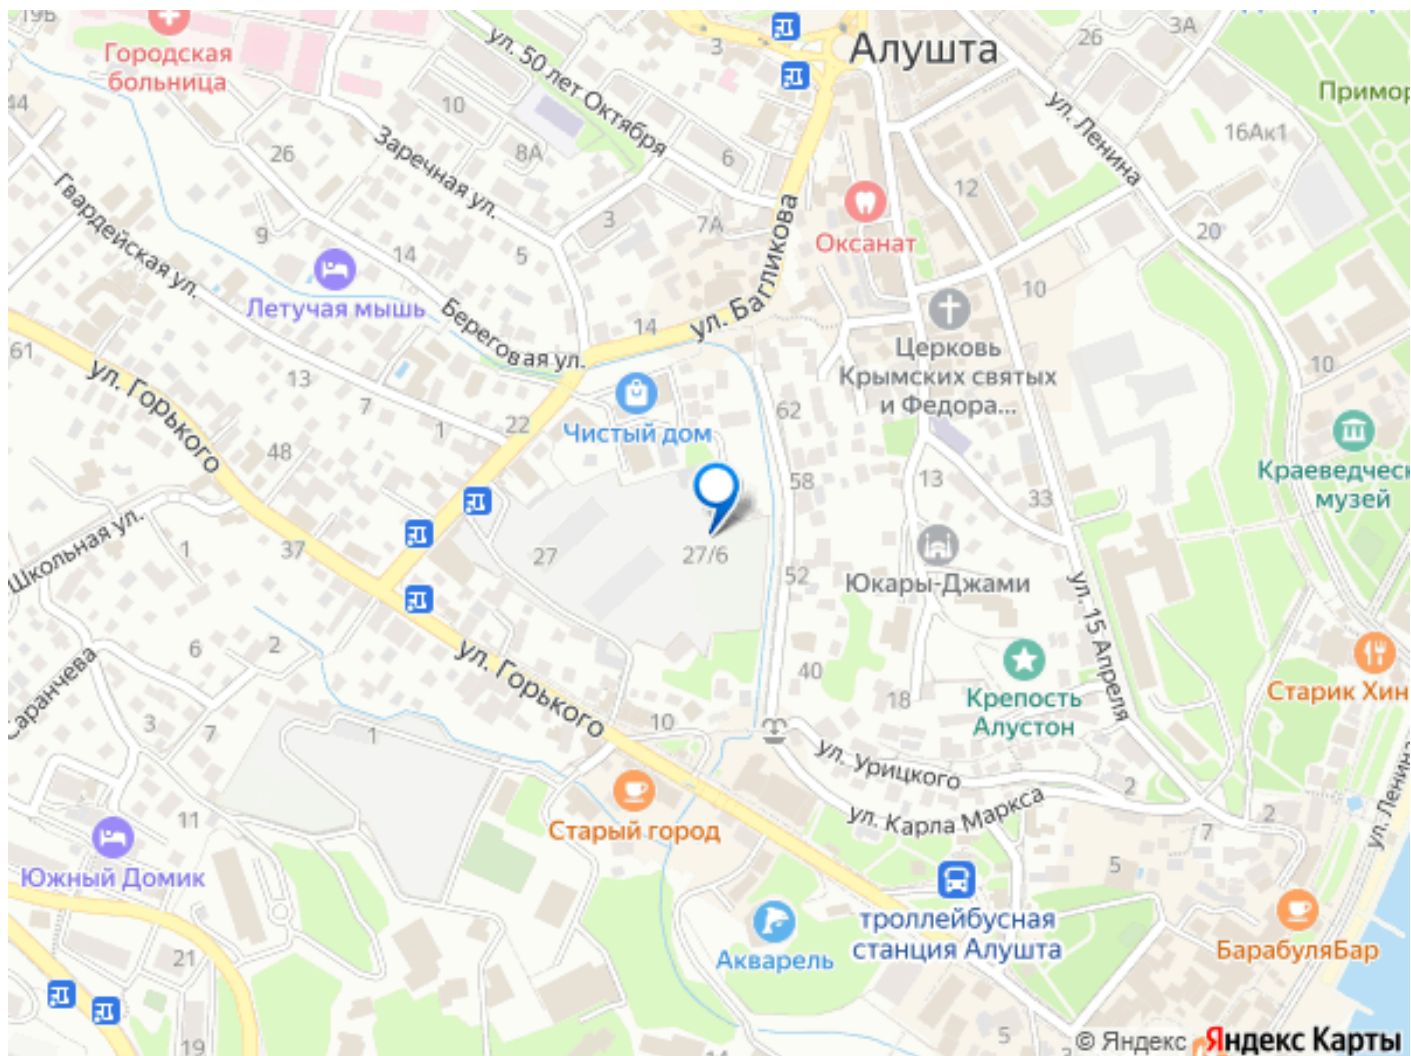 19Б
Городская
больница
ул. 50 лет Октября
3
Алушта
26
3А
Примор
44
10
Заречная ул.
8А
6
ул. Ленина
16Ак1
26
Гвардейская ул.
3
7А
ул. Багликова
12
Оксанат
20
9
14
5
Летучая мышь
10
Береговая ул.
14
Церковь
Крымских святых
и Федора...
61
ул. Горького
13
7
1
22
Чистый дом
62
10
48
58
13
33
Краеведческ
музей
Школьная ул.
1
37
27
27/6
52
Юкары-Джами
ул. 15 Апреля
6
2
ул. Горького
40
18
Крепость
Алустон
Старик Хин
Саранчева
3
7
1
10
ул. Урицкого
2
ул. Карла Маркса
2
7
ул. Ленина
11
Старый город
5
Южный Домик
троллейбусная
станция Алушта
Акварель
БарабуляБар
21
19
© Яндекс Яндекс Карты